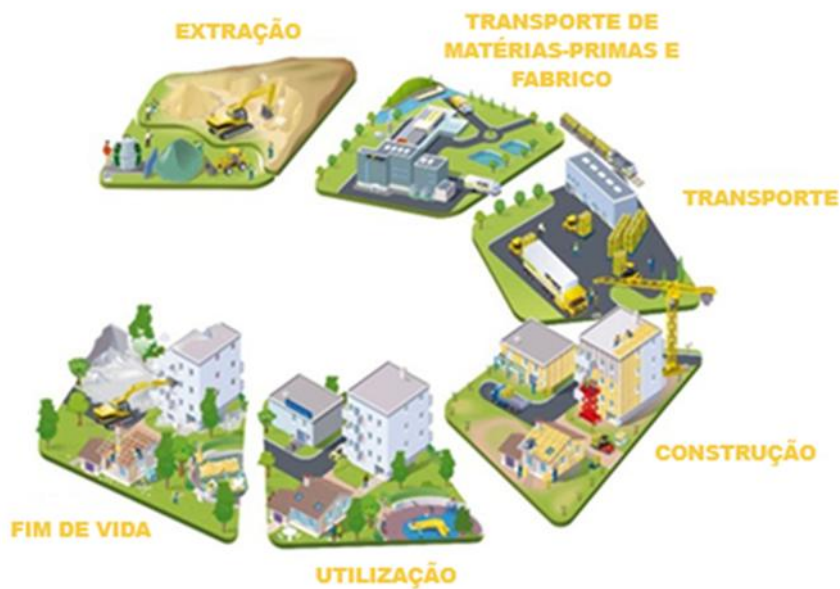 EXTRAÇÃO
TRANSPORTE DE
MATÉRIAS-PRIMAS E
FABRICO
TRANSPORTE
CONSTRUÇÃO
UTILIZAÇÃO
FIM DE VIDA